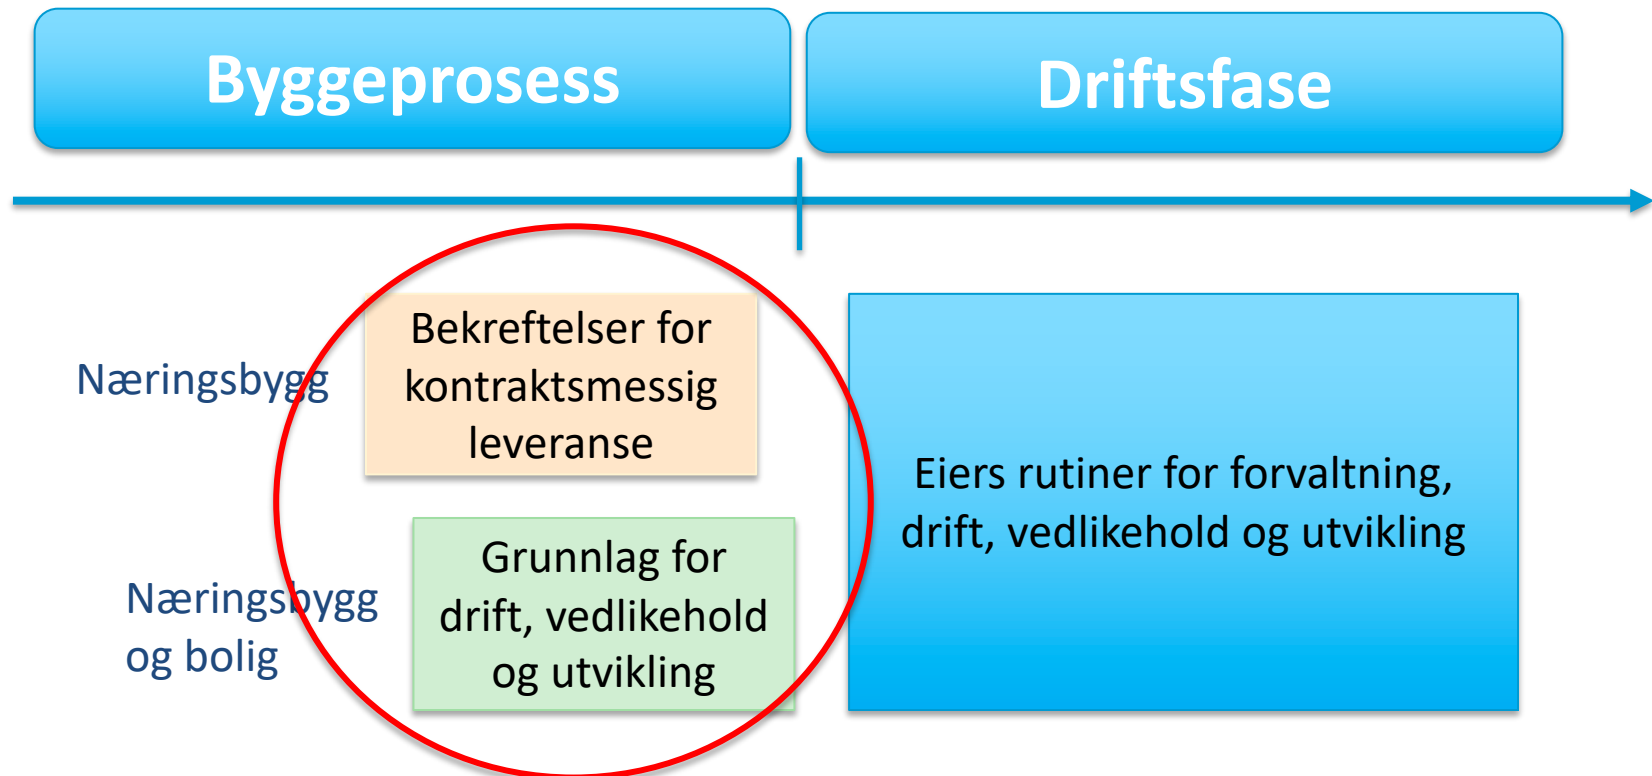 Byggeprosess
Driftsfase
Næringsbygg
Bekreftelser for
kontraktsmessig
leveranse
Næringsbygg
og bolig
Grunnlag for
drift, vedlikehold
og utvikling
Eiers rutiner for forvaltning,
drift, vedlikehold og utvikling